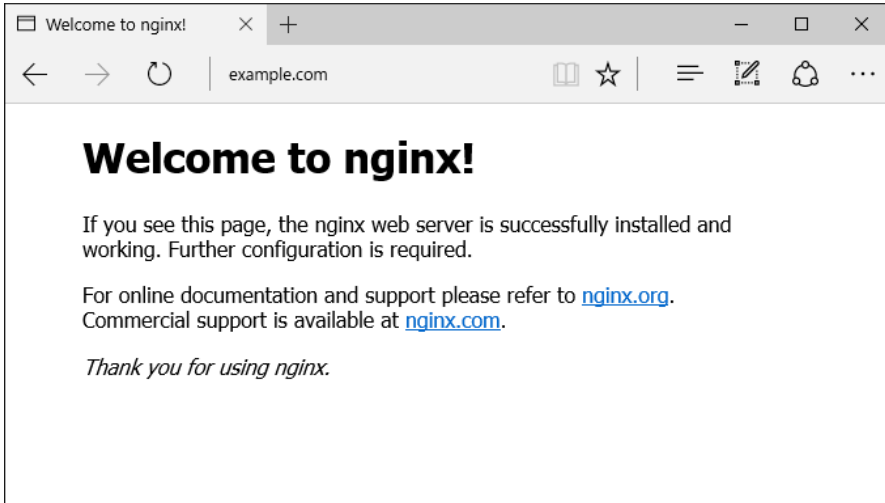 Welcome to nginx!
example.com
Welcome to nginx!
If you see this page, the nginx web server is successfully installed and
working. Further configuration is required.
For online documentation and support please refer to nginx.org.
Commercial support is available at nginx.com.
Thank you for using nginx.